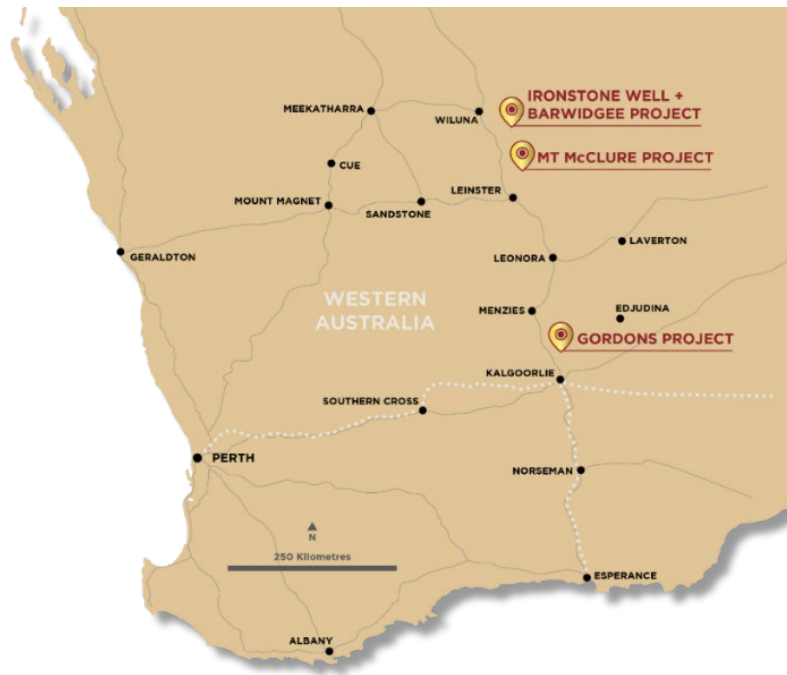 IRONSTONE WELL +
BARWIDGEE PROJECT
MEEKATHARRA
WILUNA
MT McCLURE PROJECT
CUE
LEINSTER
MOUNT MAGNET
SANDSTONE
LAVERTON
GERALDTON
LEONORA
WESTERN
AUSTRALIA
MENZIES
EDJUDINA
GORDONS PROJECT
KALGOORLIE
SOUTHERN CROSS
PERTH
NORSEMAN
N
250 Kilometres
ESPERANCE
ALBANY